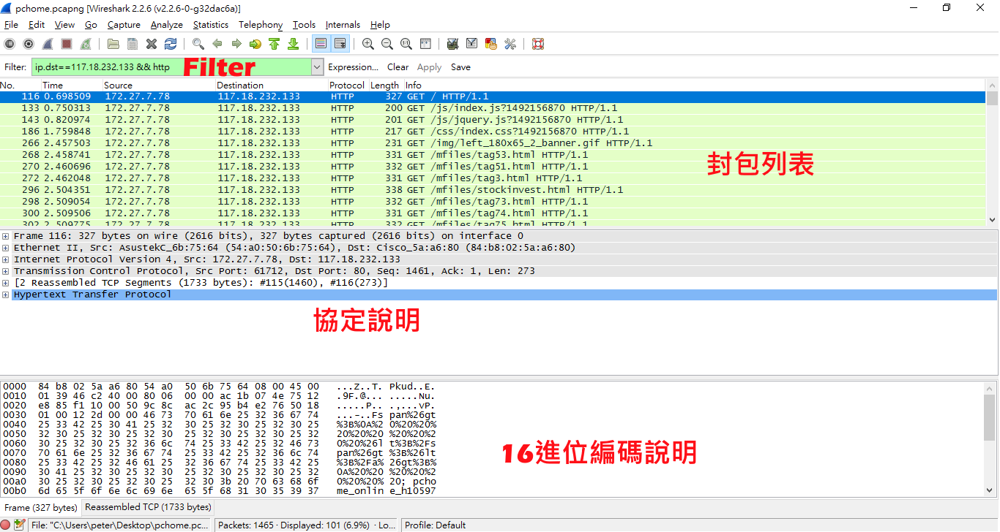 pchome.pcapng [Wireshark 2.2.6 (v2.2.6-0-g32dac6a)]
File Edit View Go Capture Analyze Statistics Telephony Tools Internals Help
Filter: ip.dst==117.18.232.133 && http Filter Expression... Clear Apply Save
No. Time Source Destination Protocol Length Info
116 0.698509 172.27.7.78 117.18.232.133 HTTP 327 GET / HTTP/1.1
133 0.750313 172.27.7.78 117.18.232.133 HTTP 200 GET /js/index.js?1492156870 HTTP/1.1
143 0.820974 172.27.7.78 117.18.232.133 HTTP 201 GET /js/jquery.js?1492156870 HTTP/1.1
186 1.759848 172.27.7.78 117.18.232.133 HTTP 217 GET /css/index.css?1492156870 HTTP/1.1
266 2.457503 172.27.7.78 117.18.232.133 HTTP 231 GET /img/left_180x65_2_banner.gif HTTP/1.1
268 2.458741 172.27.7.78 117.18.232.133 HTTP 331 GET /mfiles/tag53.html HTTP/1.1
270 2.460696 172.27.7.78 117.18.232.133 HTTP 332 GET /mfiles/tag51.html HTTP/1.1
272 2.462048 172.27.7.78 117.18.232.133 HTTP 331 GET /mfiles/tag3.html HTTP/1.1
296 2.504351 172.27.7.78 117.18.232.133 HTTP 338 GET /mfiles/stockinvest.html HTTP/1.1
298 2.509054 172.27.7.78 117.18.232.133 HTTP 332 GET /mfiles/tag73.html HTTP/1.1
300 2.509506 172.27.7.78 117.18.232.133 HTTP 331 GET /mfiles/tag74.html HTTP/1.1
302 2.509775 172.27.7.78 117.18.232.133 HTTP 332 GET /mfiles/tag75.html HTTP/1.1
封包列表
Frame 116: 327 bytes on wire (2616 bits), 327 bytes captured (2616 bits) on interface 0
Ethernet II, Src: AsustekC_6b:75:64 (54:a0:50:6b:75:64), Dst: Cisco_5a:a6:80 (84:b8:02:5a:a6:80)
Internet Protocol Version 4, Src: 172.27.7.78, Dst: 117.18.232.133
Transmission Control Protocol, Src Port: 61712, Dst Port: 80, Seq: 1461, Ack: 1, Len: 273
[2 Reassembled TCP Segments (1733 bytes): #115(1460), #116(273)]
Hypertext Transfer Protocol
協定說明
0000 84 b8 02 5a a6 80 54 a0 50 6b 75 64 08 00 45 00 ...Z..T. Pkud..E.
0010 01 39 46 c2 40 00 80 06 00 00 ac 1b 07 4e 75 12 .9F.@... .....Nu.
0020 e8 85 f1 10 00 50 9c 8c ac 2c 95 b4 e2 76 50 18 .....P.. .,...vP.
0030 01 00 12 2d 00 00 46 73 70 61 6e 25 32 36 67 74 ...-..Fs pan%26gt
0040 25 33 42 25 30 41 25 32 30 25 32 30 25 32 30 25 %3B%0A%2 0%20%20%
0050 32 30 25 32 30 25 32 30 25 32 30 25 32 30 25 32 20%20%20 %20%20%2
0060 30 25 32 30 25 32 36 6c 74 25 33 42 25 32 46 73 0%20%26l t%3B%2Fs
0070 70 61 6e 25 32 36 67 74 25 33 42 25 32 36 6c 74 pan%26gt %3B%26lt
0080 25 33 42 25 32 46 61 25 32 36 67 74 25 33 42 25 %3B%2Fa% 26gt%3B%
0090 30 41 25 32 30 25 32 30 25 32 30 25 32 30 25 32 0A%20%20 %20%20%2
00a0 30 25 32 30 25 32 30 25 32 30 3b 20 70 63 68 6f 0%20%20% 20; pcho
00b0 6d 65 5f 6f 6e 6c 69 6e 65 5f 68 31 30 35 39 37 me_onlin e_h10597
16進位編碼說明
Frame (327 bytes) Reassembled TCP (1733 bytes)
File: "C:\Users\peter\Desktop\pchome.pc... Packets: 1465 · Displayed: 101 (6.9%) · Lo... Profile: Default